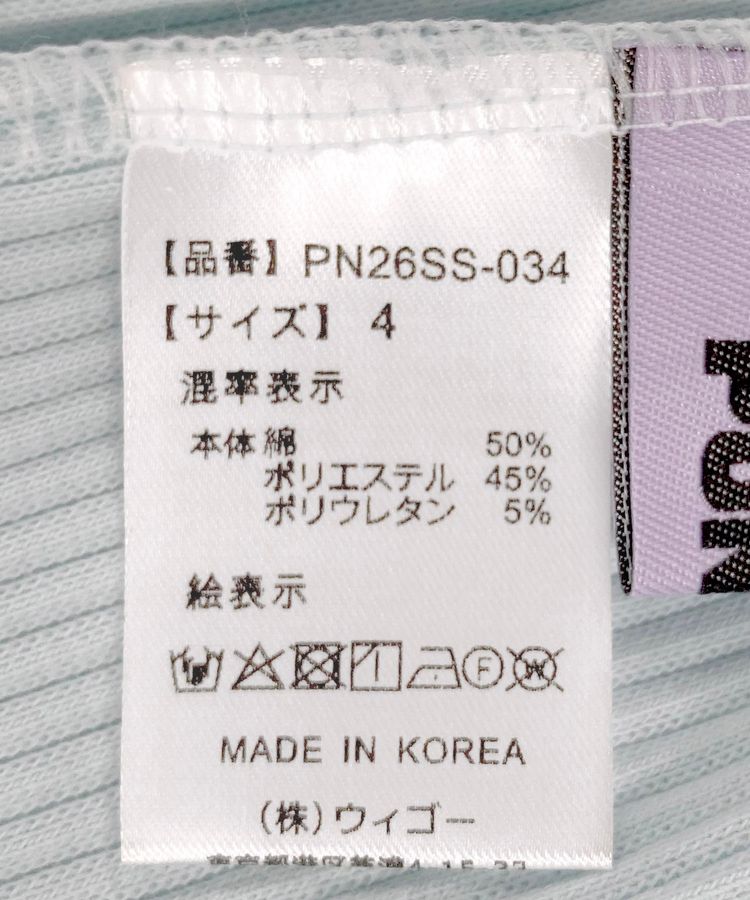 【品番】 PN26SS-034
【サイズ】 4
混率表示
本体 綿 50%
ポリエステル 45%
ポリウレタン 5%
絵表示
F
W
MADE IN KOREA
(株)ウィゴー
PON